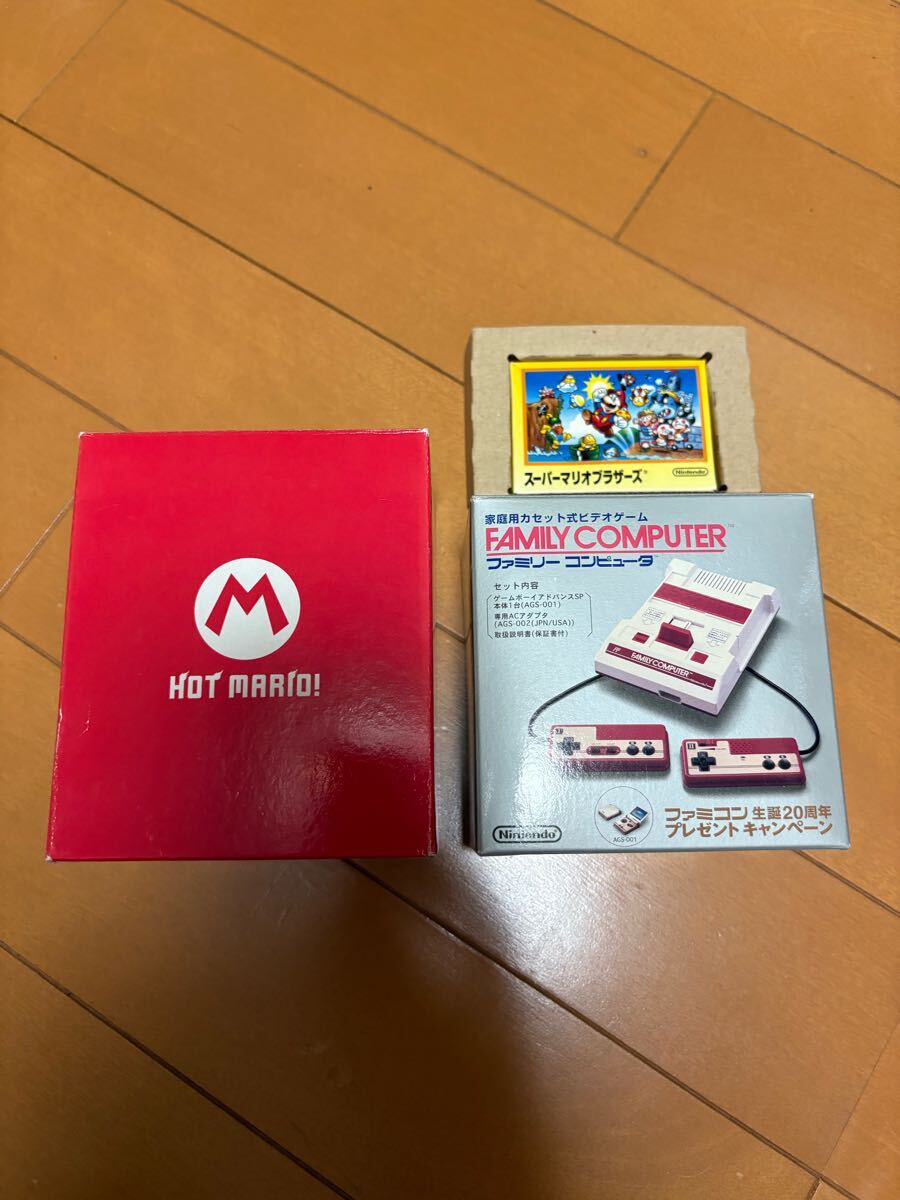 M
HOT MARIO!
スーパーマリオブラザーズ®
Nintendo
家庭用カセット式ビデオゲーム
FAMILY COMPUTER™
ファミリー コンピュータ™
セット内容
ゲームボーイアドバンスSP
本体1台(AGS-001)
専用ACアダプタ
(AGS-002(JPN/USA))
取扱説明書(保証書付)
FAMILY COMPUTER™
I
II
Nintendo
AGS-001
ファミコン 生誕20周年
プレゼント キャンペーン